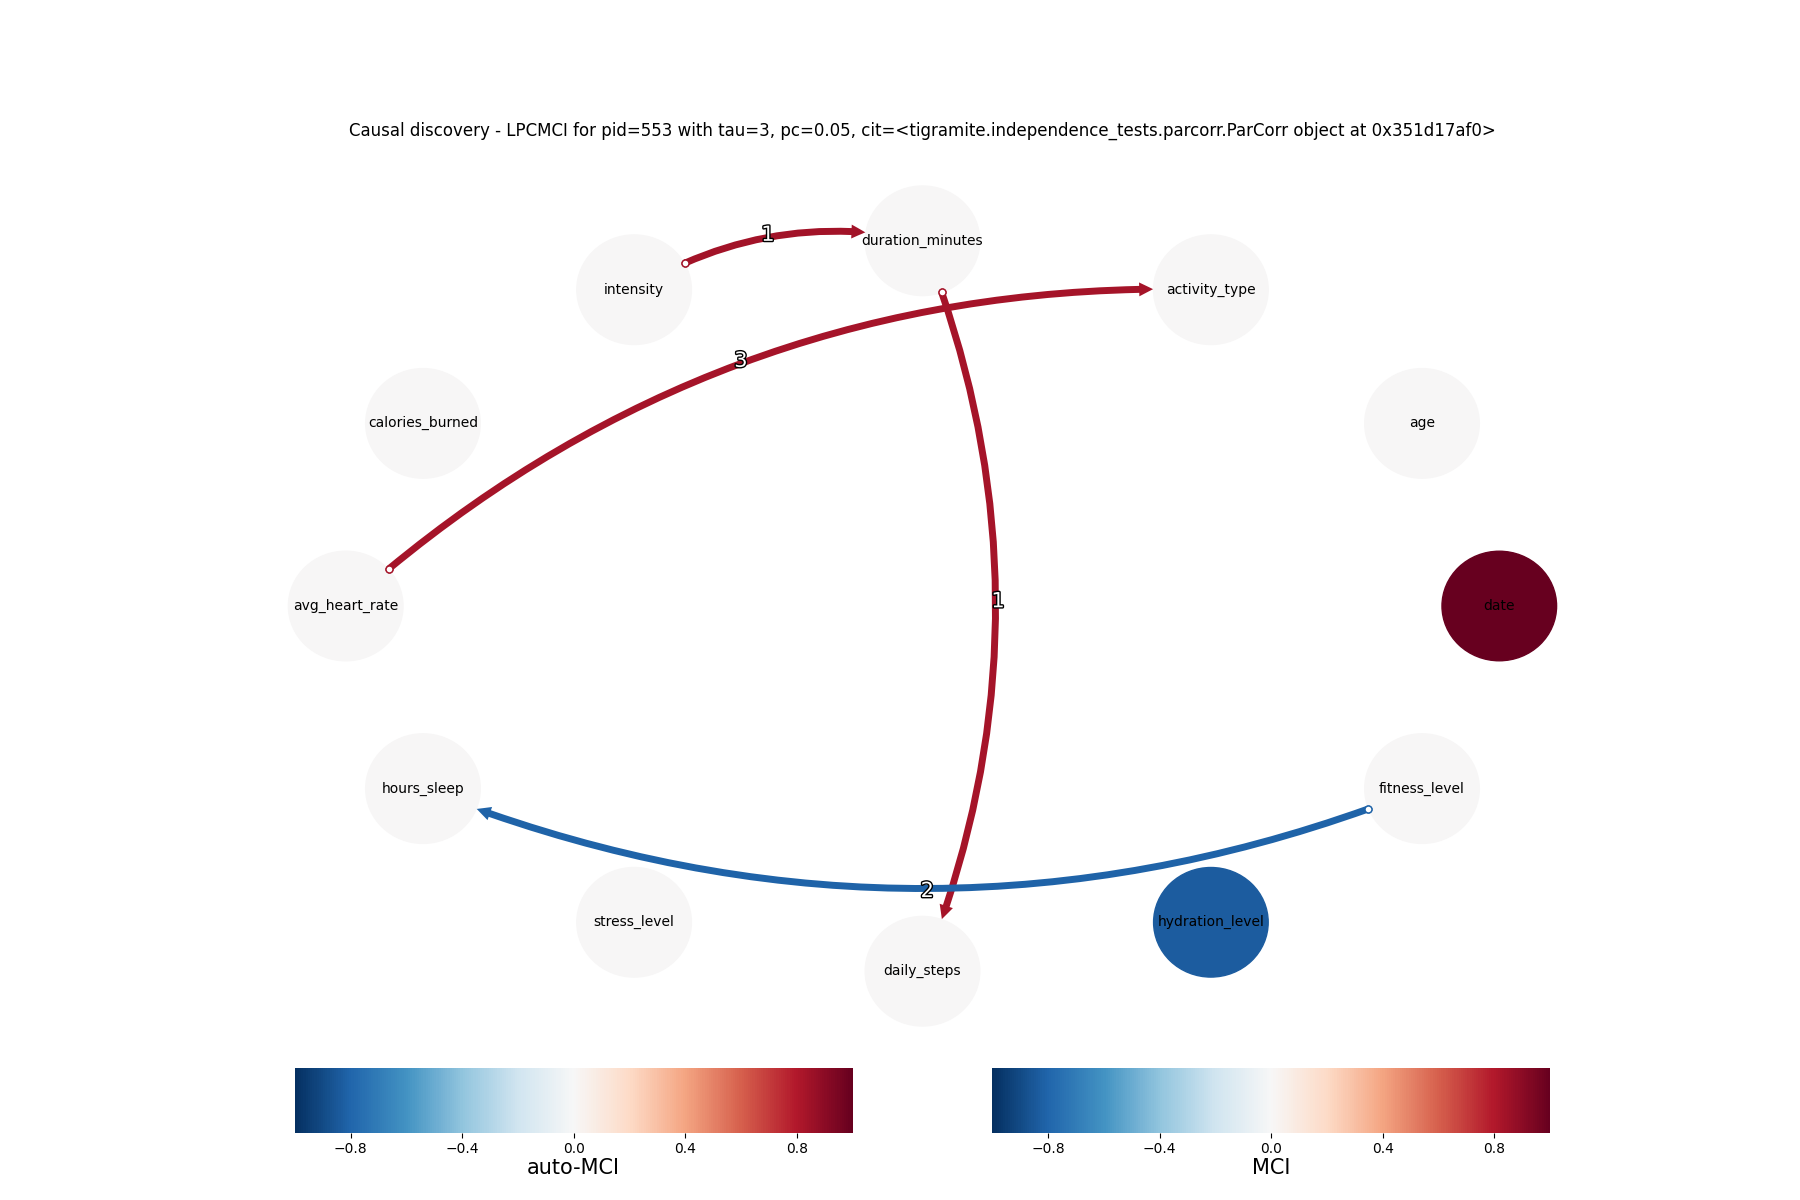 Causal discovery - LPCMCI for pid=553 with tau=3, pc=0.05, cit=<tigramite.independence_tests.parcorr.ParCorr object at 0x351d17af0>
1
duration_minutes
intensity
activity_type
3
calories_burned
age
avg_heart_rate
1
date
hours_sleep
fitness_level
2
stress_level
hydration_level
daily_steps
−0.8 −0.4 0.0 0.4 0.8
auto-MCI
−0.8 −0.4 0.0 0.4 0.8
MCI